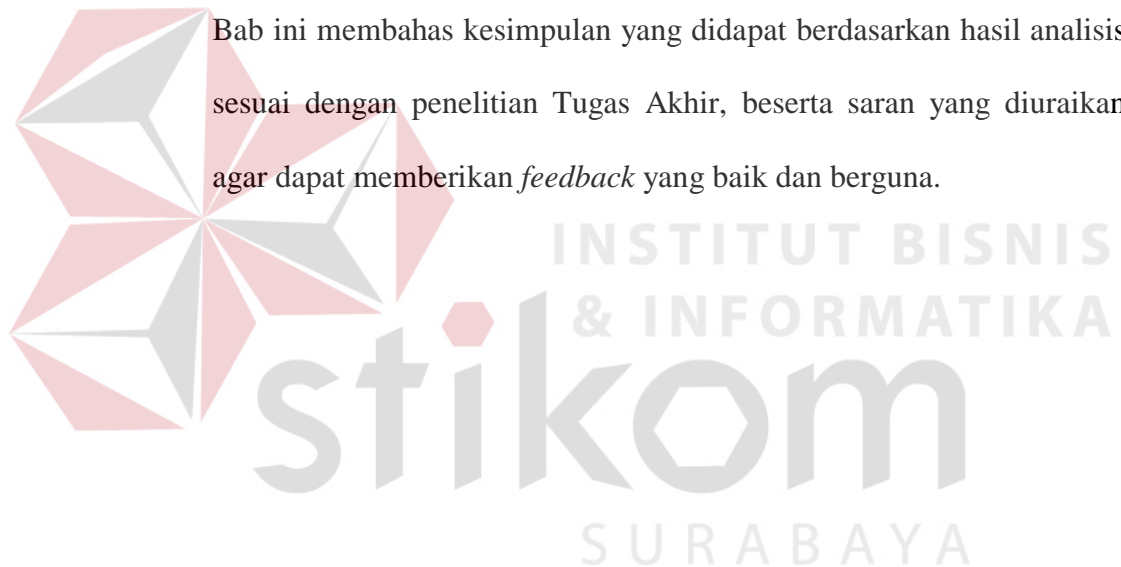 Bab ini membahas kesimpulan yang didapat berdasarkan hasil analisis
sesuai dengan penelitian Tugas Akhir, beserta saran yang diuraikan
agar dapat memberikan feedback yang baik dan berguna.
INSTITUT BISNIS
& INFORMATIKA
stikom
SURABAYA